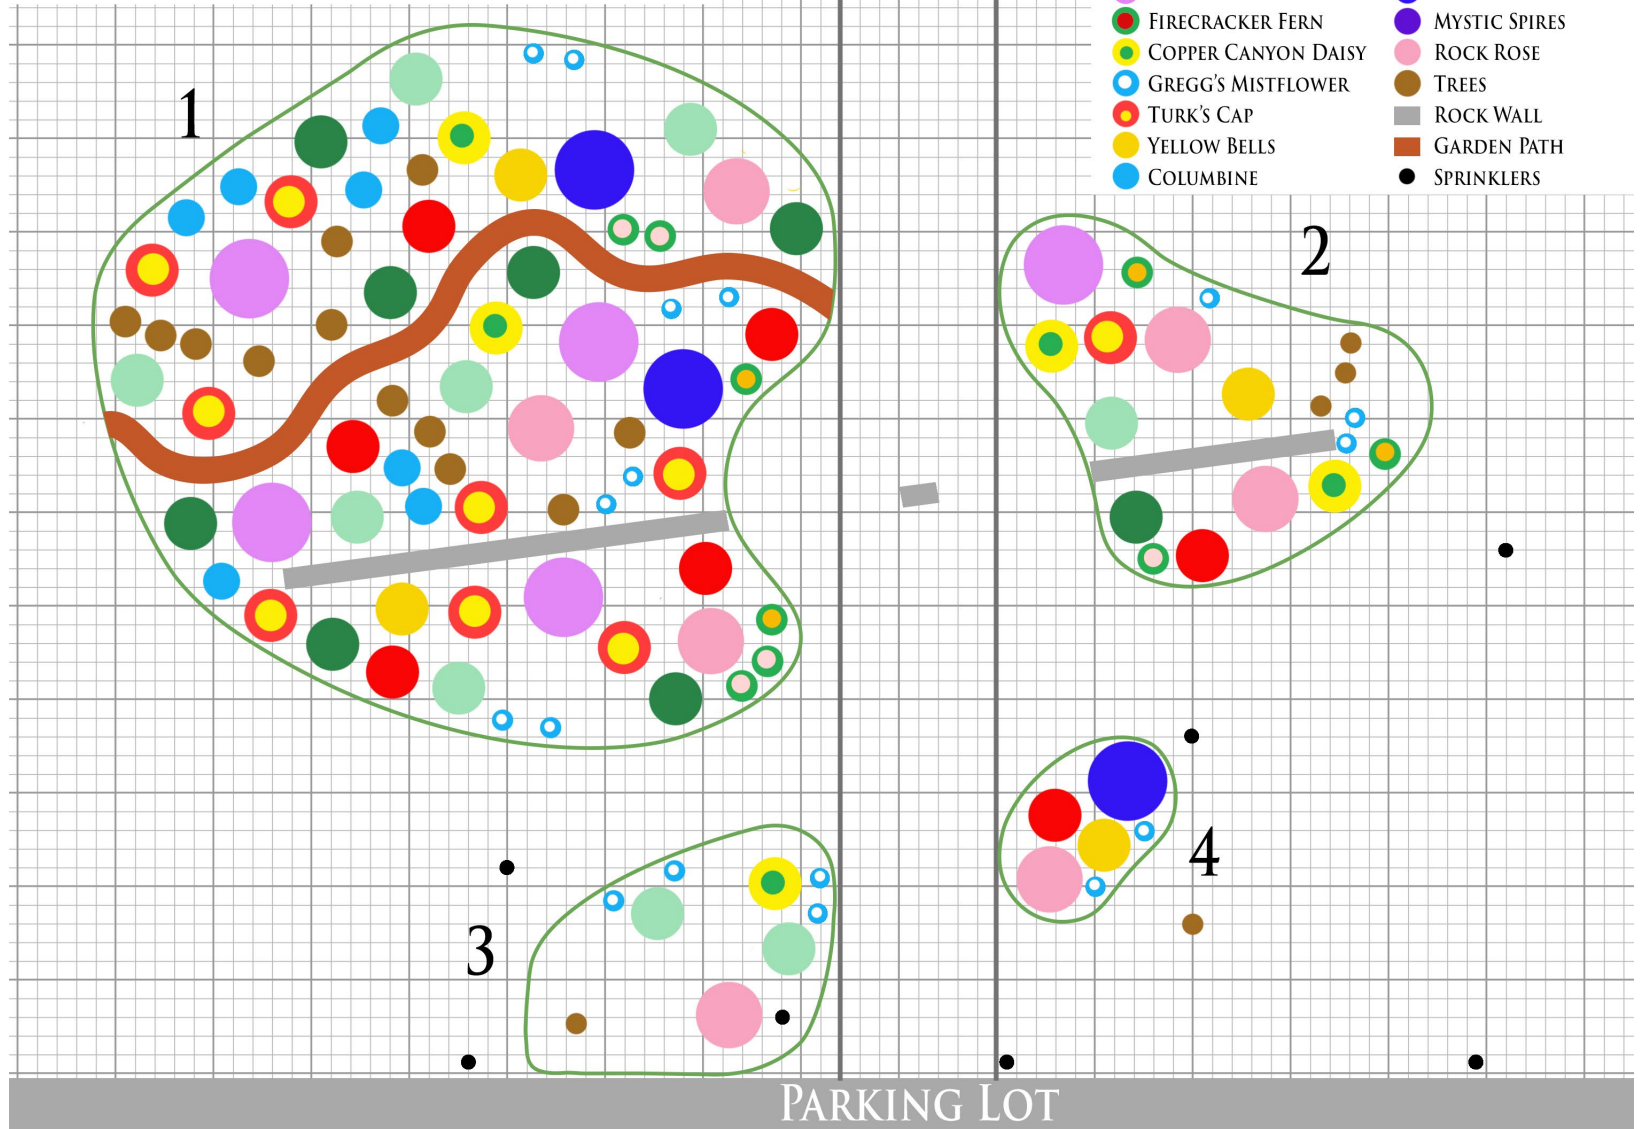 Firecracker Fern
Mystic Spires
Copper Canyon Daisy
Rock Rose
Gregg's Mistflower
Trees
Turk's Cap
Rock Wall
Yellow Bells
Garden Path
Columbine
Sprinklers
1
2
3
4
Parking Lot